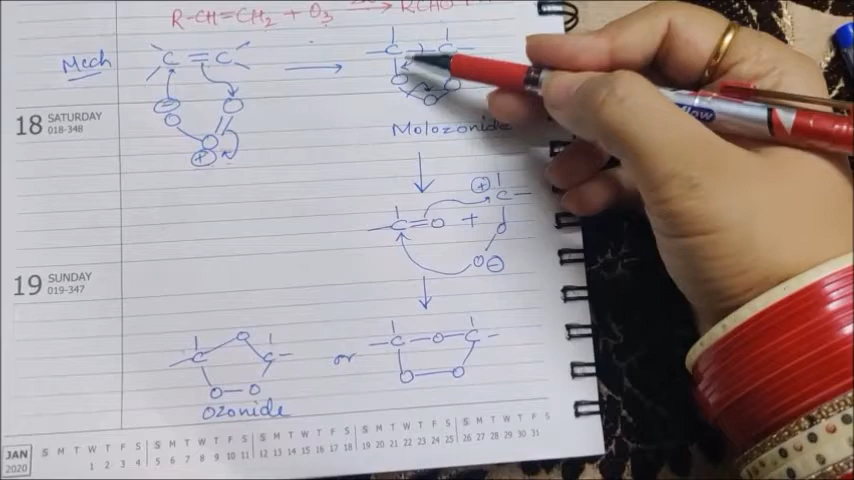 R-CH=CH2 + O3 → RCHO
Mech
C = C
C C
O O
O O
O O
18 SATURDAY
018-348
Molozonide
C=O + C
O
O
19 SUNDAY
019-347
O
C C
O-O
or
C-O-C
O-O
Ozonide
JAN
2020
S M T W T F S S M T W T F S S M T W T F S S M T W T F S S M T W T F S
1 2 3 4 5 6 7 8 9 10 11 12 13 14 15 16 17 18 19 20 21 22 23 24 25 26 27 28 29 30 31